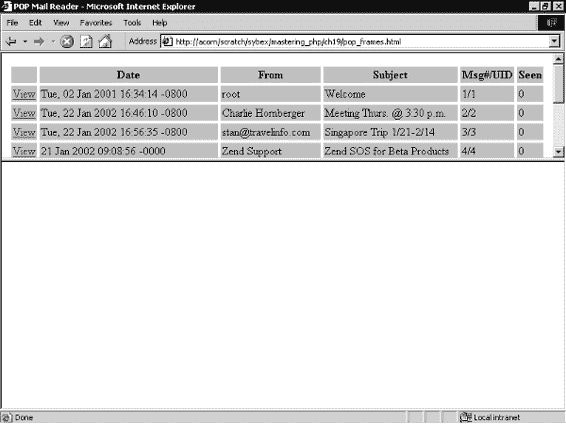 POP Mail Reader - Microsoft Internet Explorer
File Edit View Favorites Tools Help
Address http://acorn/scratch/sybex/mastering_php/ch19/pop_frames.html
Date From Subject Msg#/UID Seen
View Tue, 02 Jan 2001 16:34:14 -0800 root Welcome 1/1 0
View Tue, 22 Jan 2002 16:46:10 -0800 Charlie Hornberger Meeting Thurs. @ 3:30 p.m. 2/2 0
View Tue, 22 Jan 2002 16:56:35 -0800 stan@travelinfo.com Singapore Trip 1/21-2/14 3/3 0
View 21 Jan 2002 09:08:56 -0000 Zend Support Zend SOS for Beta Products 4/4 0
Done Local intranet